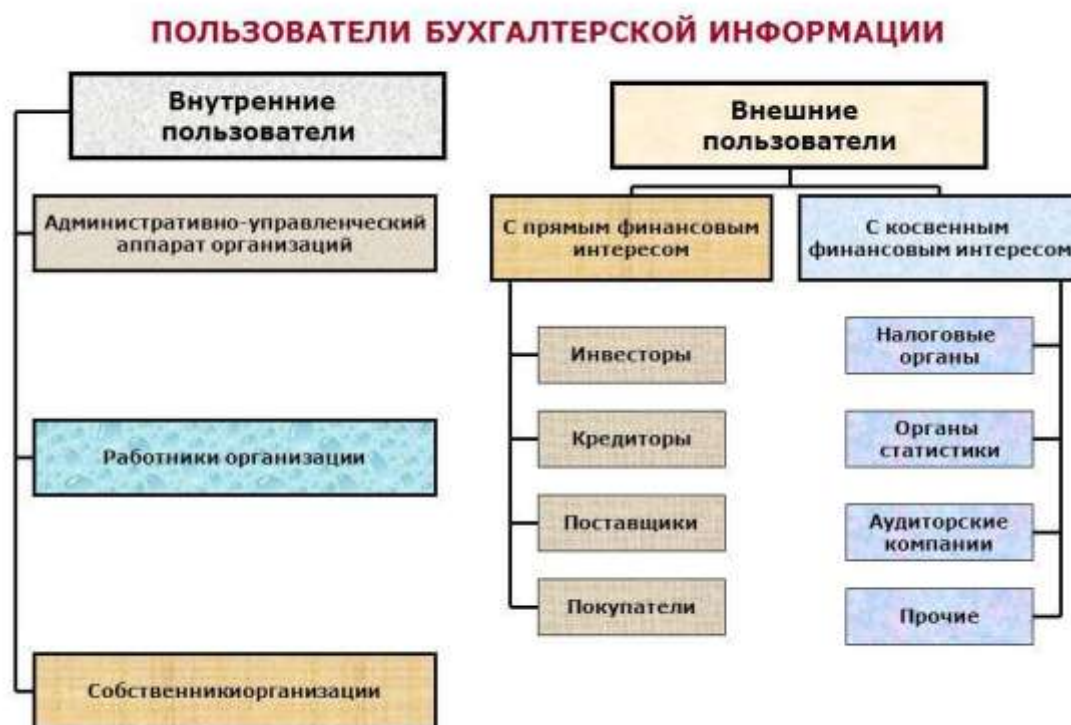 ПОЛЬЗОВАТЕЛИ БУХГАЛТЕРСКОЙ ИНФОРМАЦИИ
Внутренние
пользователи
Административно-управленческий
аппарат организаций
Работники организации
Собственникиорганизации
Внешние
пользователи
С прямым финансовым
интересом
Инвесторы
Кредиторы
Поставщики
Покупатели
С косвенным
финансовым интересом
Налоговые
органы
Органы
статистики
Аудиторские
компании
Прочие